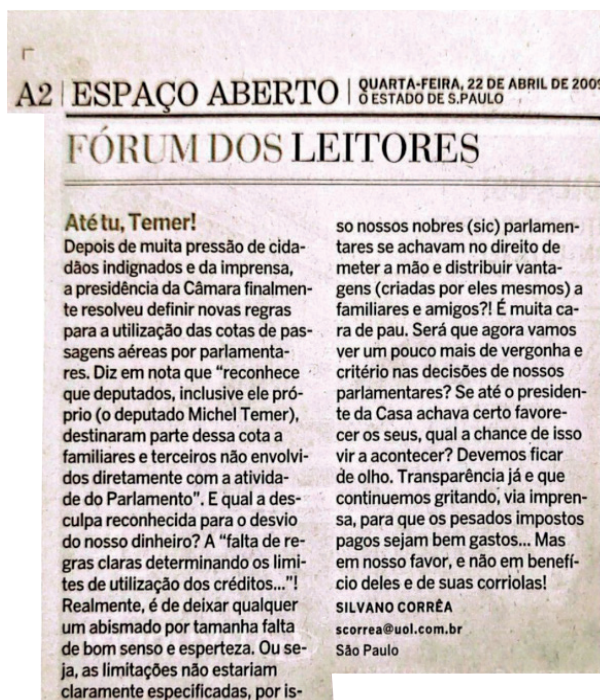 A2 | ESPAÇO ABERTO | QUARTA-FEIRA, 22 DE ABRIL DE 2009
O ESTADO DE S.PAULO
FÓRUM DOS LEITORES
Até tu, Temer!
Depois de muita pressão de cida-
dãos indignados e da imprensa,
a presidência da Câmara finalmen-
te resolveu definir novas regras
para a utilização das cotas de pas-
sagens aéreas por parlamenta-
res. Diz em nota que “reconhece
que deputados, inclusive ele pró-
prio (o deputado Michel Temer),
destinaram parte dessa cota a
familiares e terceiros não envolvi-
dos diretamente com a ativida-
de do Parlamento”. E qual a des-
culpa reconhecida para o desvio
do nosso dinheiro? A “falta de re-
gras claras determinando os limi-
tes de utilização dos créditos...”!
Realmente, é de deixar qualquer
um abismado por tamanha falta
de bom senso e esperteza. Ou se-
ja, as limitações não estariam
claramente especificadas, por is-
so nossos nobres (sic) parlamen-
tares se achavam no direito de
meter a mão e distribuir vanta-
gens (criadas por eles mesmos) a
familiares e amigos?! É muita ca-
ra de pau. Será que agora vamos
ver um pouco mais de vergonha e
critério nas decisões de nossos
parlamentares? Se até o presiden-
te da Casa achava certo favore-
cer os seus, qual a chance de isso
vir a acontecer? Devemos ficar
de olho. Transparência já e que
continuemos gritando, via impren-
sa, para que os pesados impostos
pagos sejam bem gastos... Mas
em nosso favor, e não em benefí-
cio deles e de suas corriolas!
SILVANO CORRÊA
scorrea@uol.com.br
São Paulo